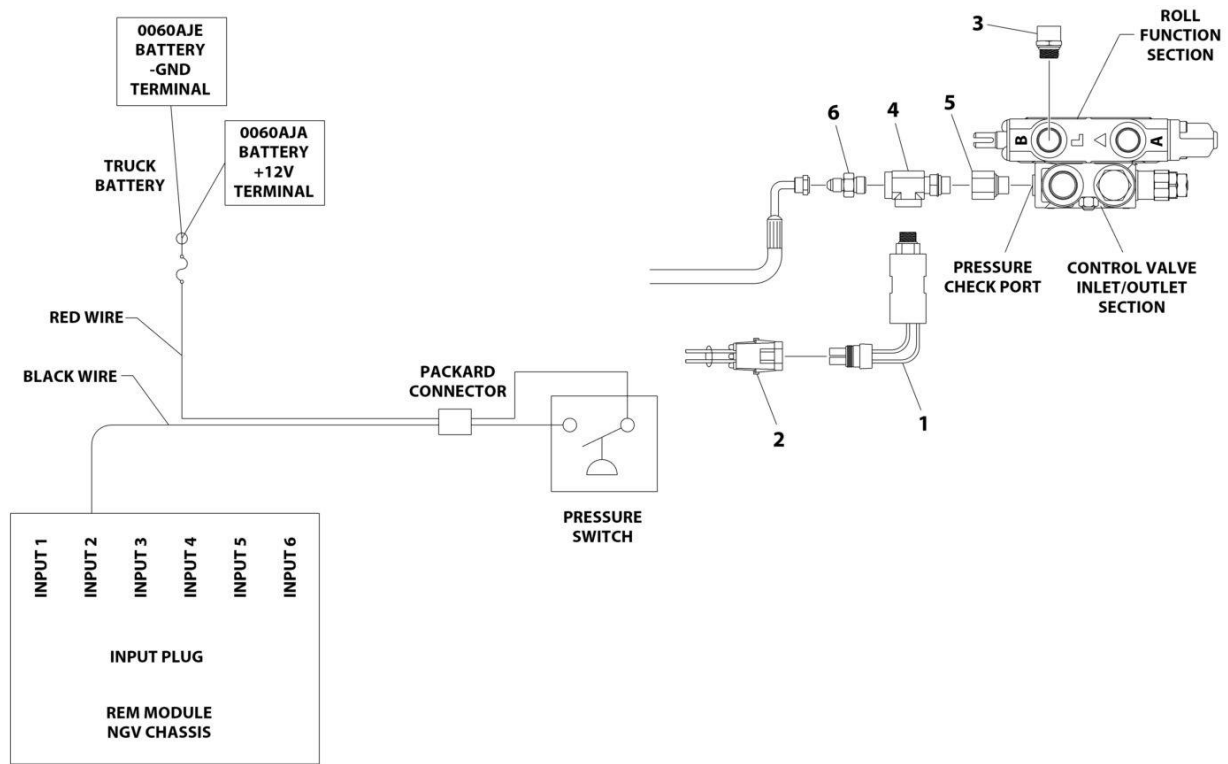 0060AJE
BATTERY
-GND
TERMINAL
0060AJA
BATTERY
+12V
TERMINAL
TRUCK
BATTERY
RED WIRE
BLACK WIRE
PACKARD
CONNECTOR
PRESSURE
SWITCH
INPUT 1
INPUT 2
INPUT 3
INPUT 4
INPUT 5
INPUT 6
INPUT PLUG
REM MODULE
NGV CHASSIS
3
ROLL
FUNCTION
SECTION
6
4
5
B
A
PRESSURE
CHECK PORT
CONTROL VALVE
INLET/OUTLET
SECTION
2
1